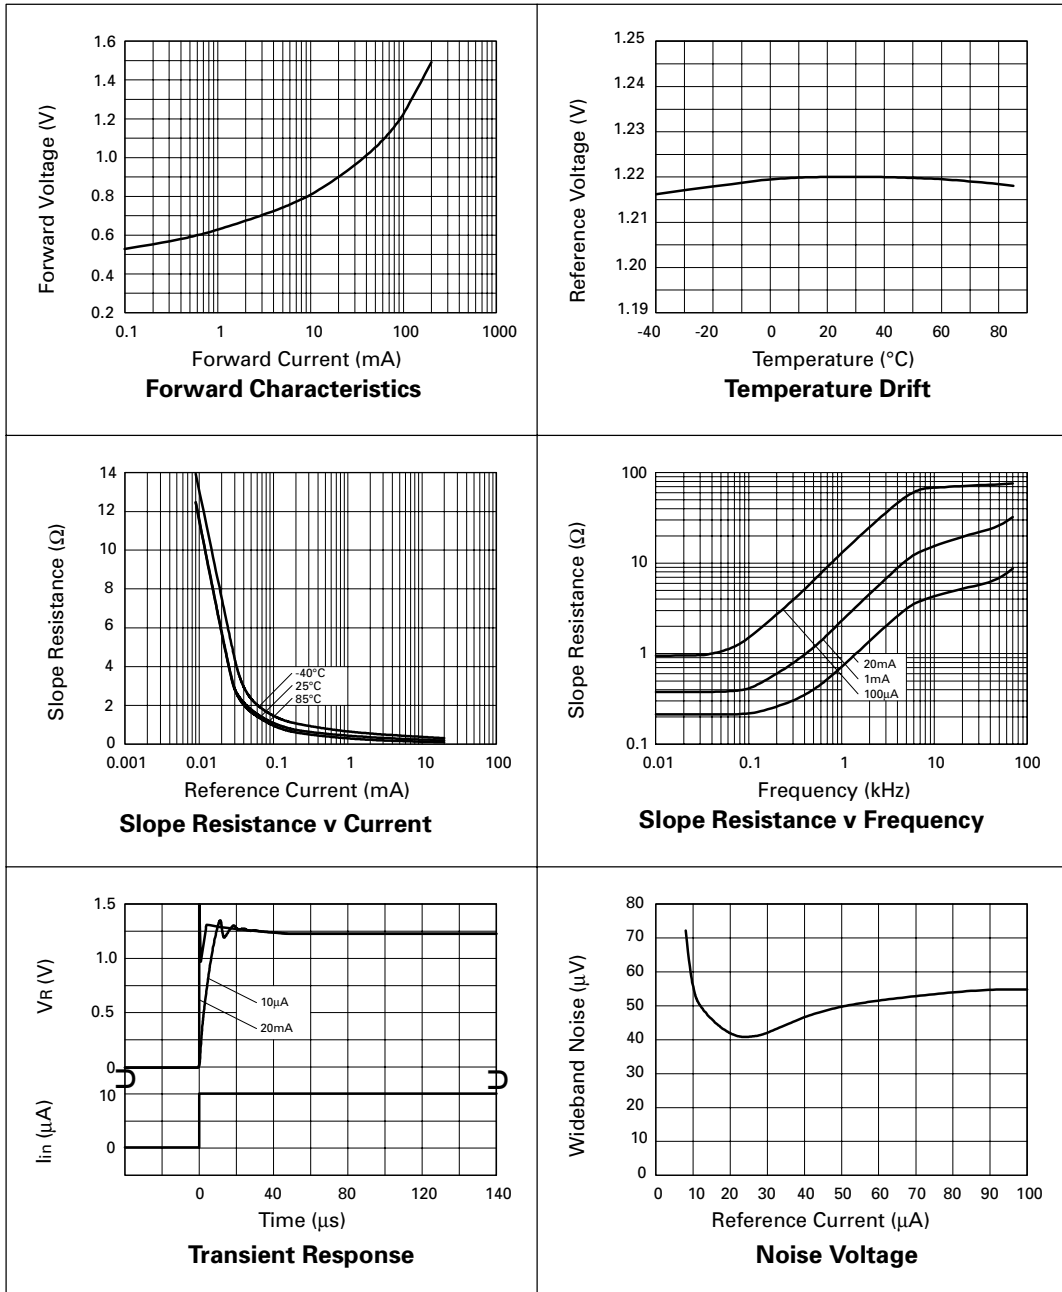 1.6
1.4
1.2
1.0
0.8
0.6
0.4
0.2
Forward Voltage (V)
0.1 1 10 100 1000
Forward Current (mA)
Forward Characteristics
1.25
1.24
1.23
1.22
1.21
1.20
1.19
Reference Voltage (V)
-40 -20 0 20 40 60 80
Temperature (°C)
Temperature Drift
14
12
10
8
6
4
2
0
Slope Resistance (Ω)
-40°C
25°C
85°C
0.001 0.01 0.1 1 10 100
Reference Current (mA)
Slope Resistance v Current
100
10
1
0.1
Slope Resistance (Ω)
20mA
1mA
100μA
0.01 0.1 1 10 100
Frequency (kHz)
Slope Resistance v Frequency
1.5
1.0
0.5
0
VR (V)
10μA
20mA
10
0
Iin (μA)
0 40 80 120 140
Time (μs)
Transient Response
80
70
60
50
40
30
20
10
0
Wideband Noise (μV)
0 10 20 30 40 50 60 70 80 90 100
Reference Current (μA)
Noise Voltage